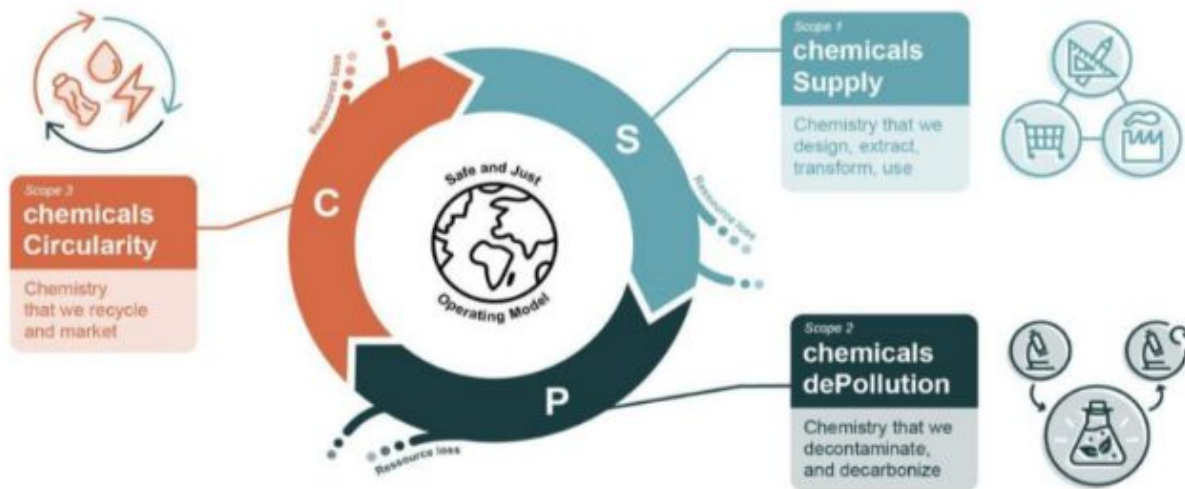 Scope 1
chemicals
Supply
Chemistry that we
design, extract,
transform, use
Ressource loss
S
Ressource loss
C
Safe and Just
Operating Model
Scope 3
chemicals
Circularity
Chemistry
that we recycle
and market
P
Ressource loss
Scope 2
chemicals
dePollution
Chemistry that we
decontaminate,
and decarbonize